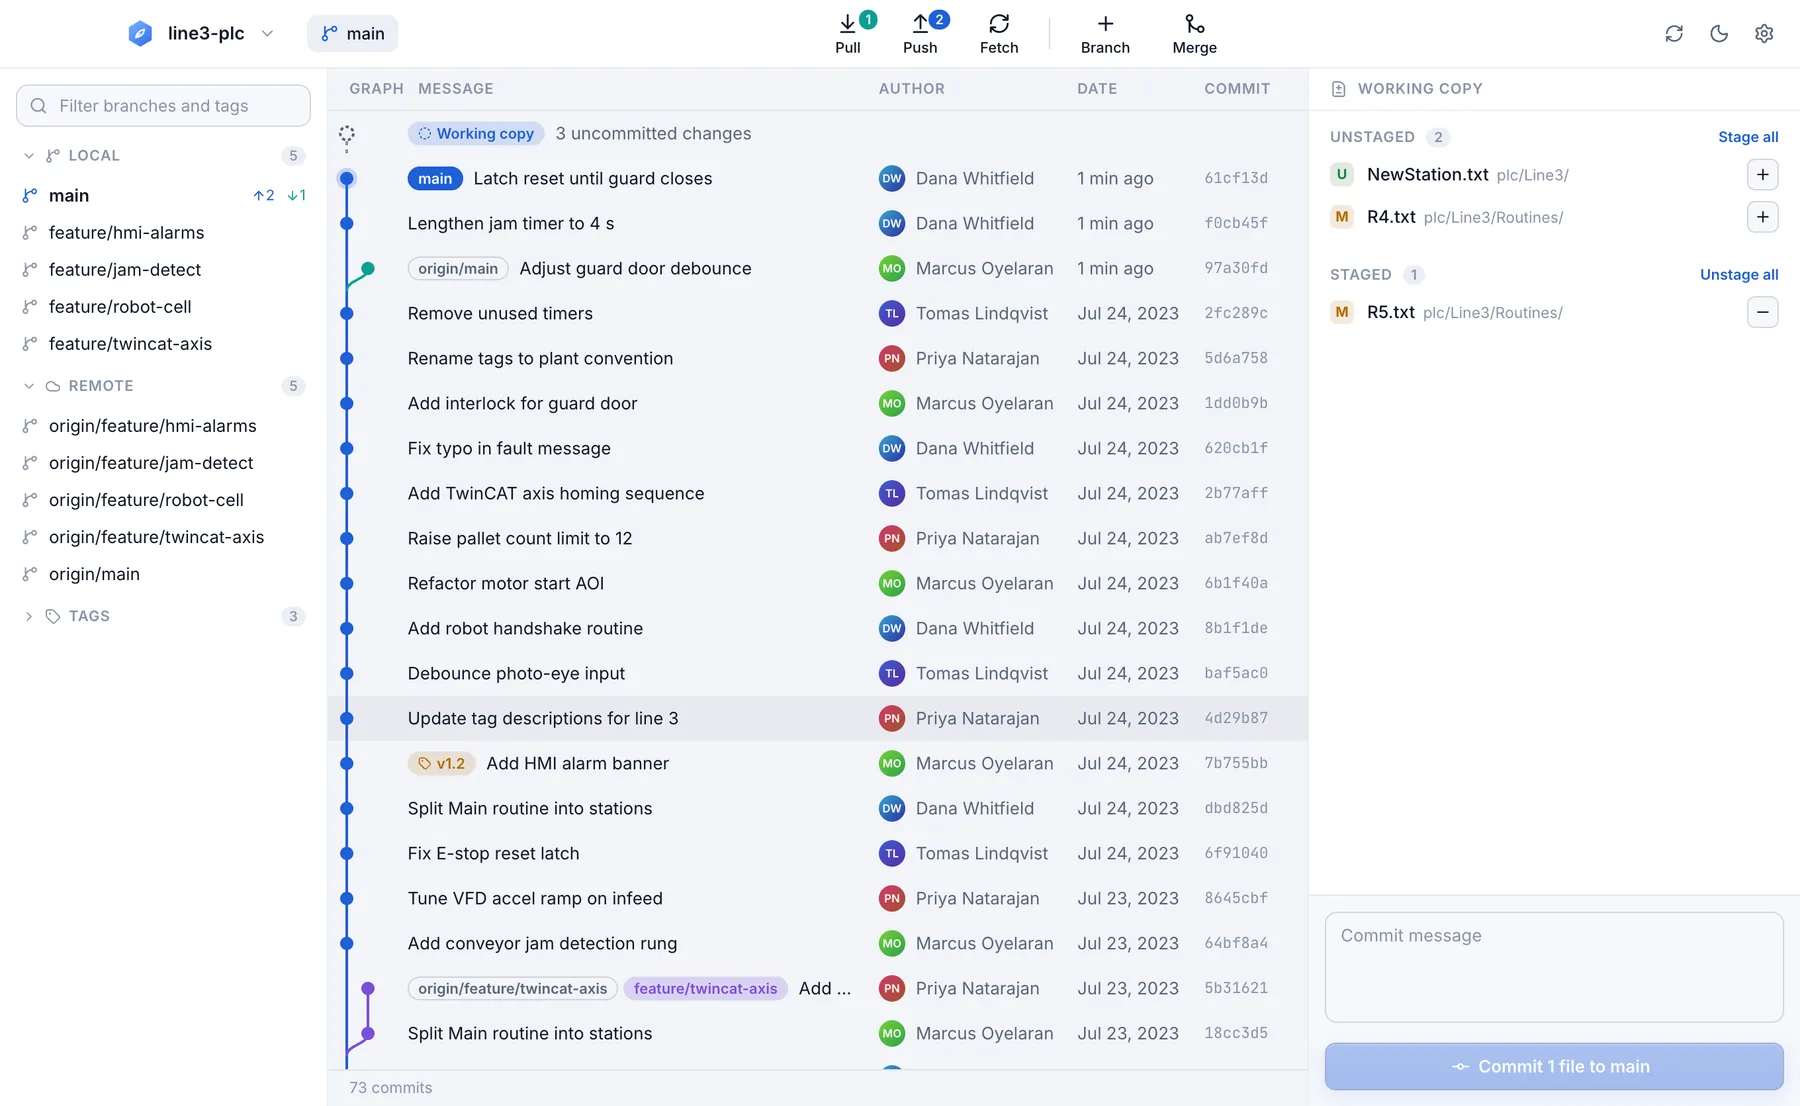 line3-plc
main
Pull 1
Push 2
Fetch
Branch
Merge
Filter branches and tags
LOCAL 5
main 2 1
feature/hmi-alarms
feature/jam-detect
feature/robot-cell
feature/twincat-axis
REMOTE 5
origin/feature/hmi-alarms
origin/feature/jam-detect
origin/feature/robot-cell
origin/feature/twincat-axis
origin/main
TAGS 3
GRAPH MESSAGE AUTHOR DATE COMMIT
Working copy 3 uncommitted changes
main Latch reset until guard closes DW Dana Whitfield 1 min ago 61cf13d
Lengthen jam timer to 4 s DW Dana Whitfield 1 min ago f0cb45f
origin/main Adjust guard door debounce MO Marcus Oyelaran 1 min ago 97a30fd
Remove unused timers TL Tomas Lindqvist Jul 24, 2023 2fc289c
Rename tags to plant convention PN Priya Natarajan Jul 24, 2023 5d6a758
Add interlock for guard door MO Marcus Oyelaran Jul 24, 2023 1dd0b9b
Fix typo in fault message DW Dana Whitfield Jul 24, 2023 620cb1f
Add TwinCAT axis homing sequence TL Tomas Lindqvist Jul 24, 2023 2b77aff
Raise pallet count limit to 12 PN Priya Natarajan Jul 24, 2023 ab7ef8d
Refactor motor start AOI MO Marcus Oyelaran Jul 24, 2023 6b1f40a
Add robot handshake routine DW Dana Whitfield Jul 24, 2023 8b1f1de
Debounce photo-eye input TL Tomas Lindqvist Jul 24, 2023 baf5ac0
Update tag descriptions for line 3 PN Priya Natarajan Jul 24, 2023 4d29b87
v1.2 Add HMI alarm banner MO Marcus Oyelaran Jul 24, 2023 7b755bb
Split Main routine into stations DW Dana Whitfield Jul 24, 2023 dbd825d
Fix E-stop reset latch TL Tomas Lindqvist Jul 24, 2023 6f91040
Tune VFD accel ramp on infeed PN Priya Natarajan Jul 23, 2023 8645cbf
Add conveyor jam detection rung MO Marcus Oyelaran Jul 23, 2023 64bf8a4
origin/feature/twincat-axis feature/twincat-axis Add ... PN Priya Natarajan Jul 23, 2023 5b31621
Split Main routine into stations MO Marcus Oyelaran Jul 23, 2023 18cc3d5
73 commits
WORKING COPY
UNSTAGED 2 Stage all
U NewStation.txt plc/Line3/
M R4.txt plc/Line3/Routines/
STAGED 1 Unstage all
M R5.txt plc/Line3/Routines/
Commit message
Commit 1 file to main